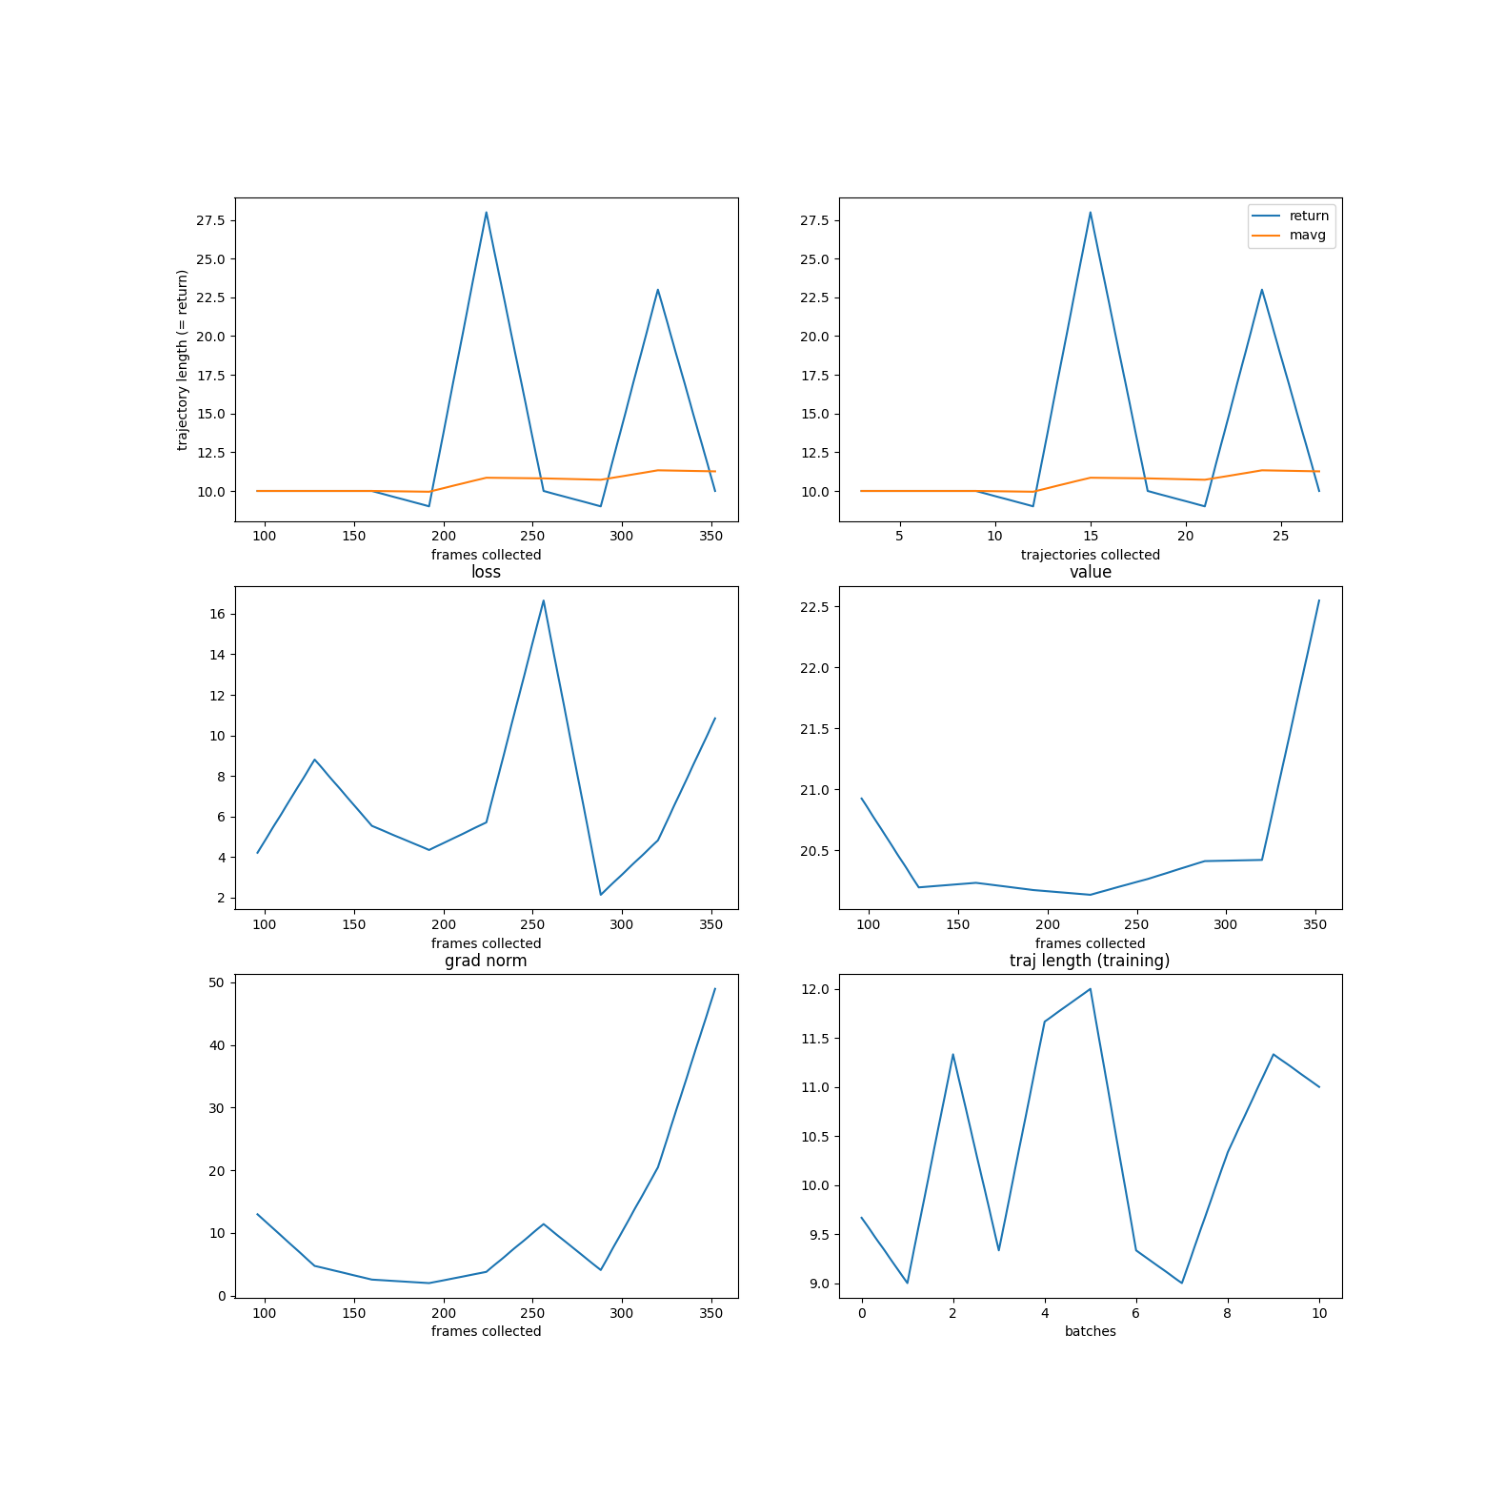 trajectory length (= return)
27.5
25.0
22.5
20.0
17.5
15.0
12.5
10.0
100 150 200 250 300 350
frames collected
return
mavg
27.5
25.0
22.5
20.0
17.5
15.0
12.5
10.0
5 10 15 20 25
trajectories collected
loss
16
14
12
10
8
6
4
2
100 150 200 250 300 350
frames collected
value
22.5
22.0
21.5
21.0
20.5
100 150 200 250 300 350
frames collected
grad norm
50
40
30
20
10
0
100 150 200 250 300 350
frames collected
traj length (training)
12.0
11.5
11.0
10.5
10.0
9.5
9.0
0 2 4 6 8 10
batches